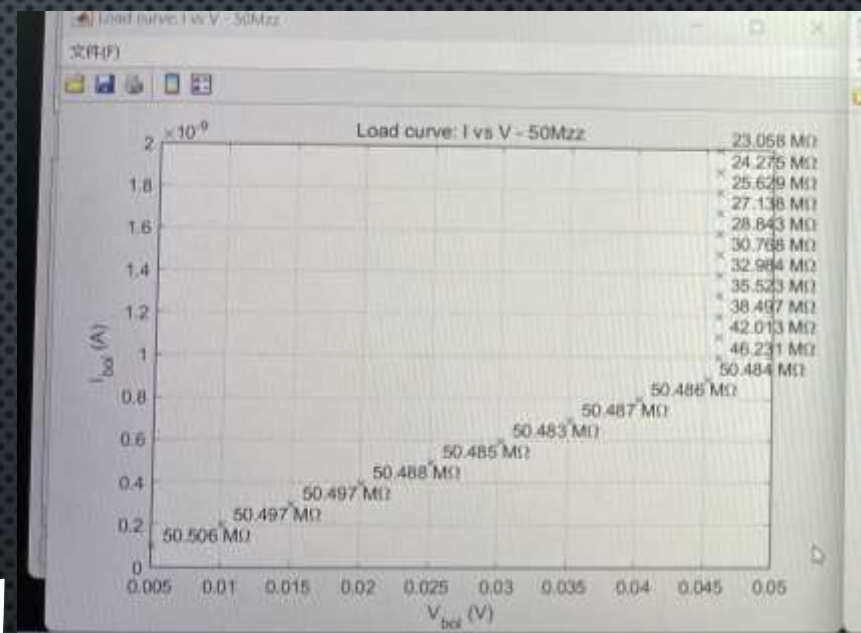 Load curve: I vs V - 50Mzz
文件(F)
×10⁻⁹
Load curve: I vs V - 50Mzz
2
1.8
1.6
1.4
1.2
1
0.8
0.6
0.4
0.2
0
I_bol (A)
23.058 MΩ
24.275 MΩ
25.629 MΩ
27.138 MΩ
28.843 MΩ
30.768 MΩ
32.984 MΩ
35.523 MΩ
38.497 MΩ
42.013 MΩ
46.231 MΩ
50.484 MΩ
50.486 MΩ
50.487 MΩ
50.483 MΩ
50.485 MΩ
50.488 MΩ
50.497 MΩ
50.497 MΩ
50.506 MΩ
0.005 0.01 0.015 0.02 0.025 0.03 0.035 0.04 0.045 0.05
V_bol (V)